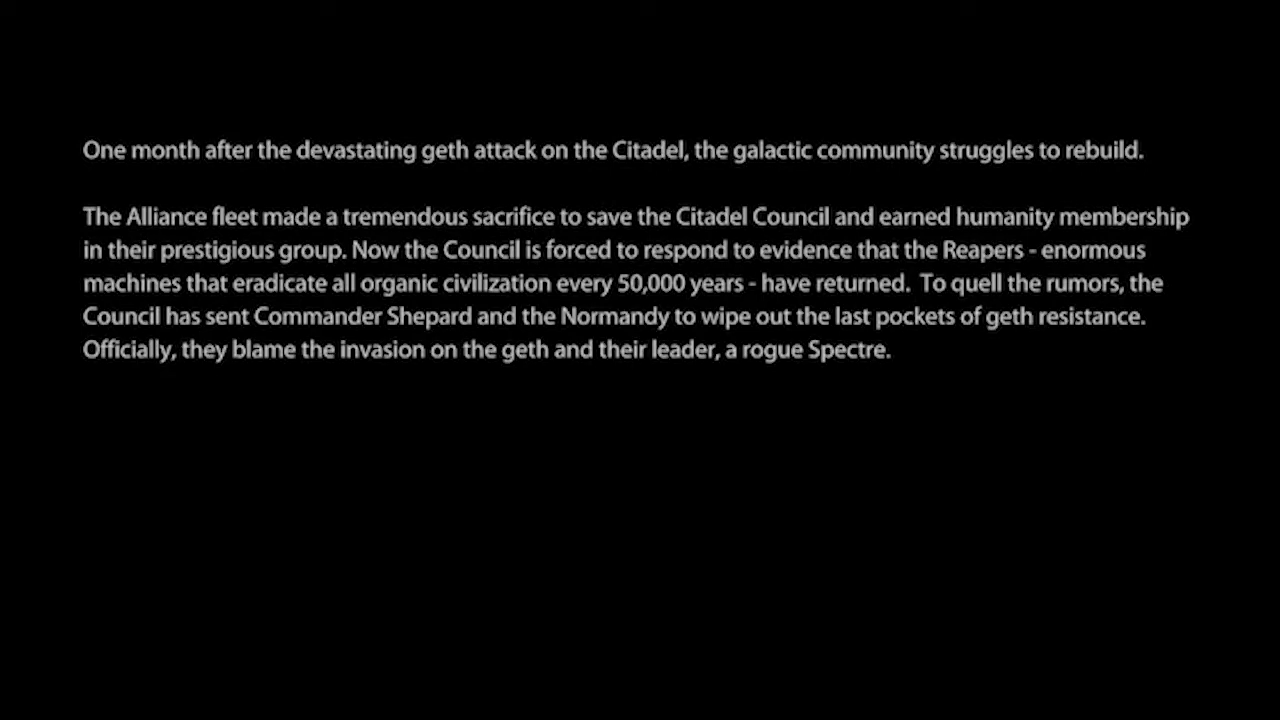 One month after the devastating geth attack on the Citadel, the galactic community struggles to rebuild.
The Alliance fleet made a tremendous sacrifice to save the Citadel Council and earned humanity membership
in their prestigious group. Now the Council is forced to respond to evidence that the Reapers - enormous
machines that eradicate all organic civilization every 50,000 years - have returned.  To quell the rumors, the
Council has sent Commander Shepard and the Normandy to wipe out the last pockets of geth resistance.
Officially, they blame the invasion on the geth and their leader, a rogue Spectre.